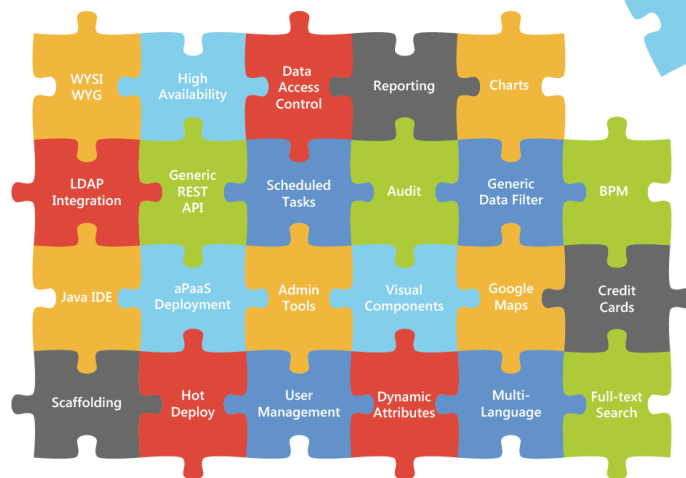 WYSI
WYG
High
Availability
Data
Access
Control
Reporting
Charts
LDAP
Integration
Generic
REST
API
Scheduled
Tasks
Audit
Generic
Data Filter
BPM
Java IDE
aPaaS
Deployment
Admin
Tools
Visual
Components
Google
Maps
Credit
Cards
Scaffolding
Hot
Deploy
User
Management
Dynamic
Attributes
Multi-
Language
Full-text
Search